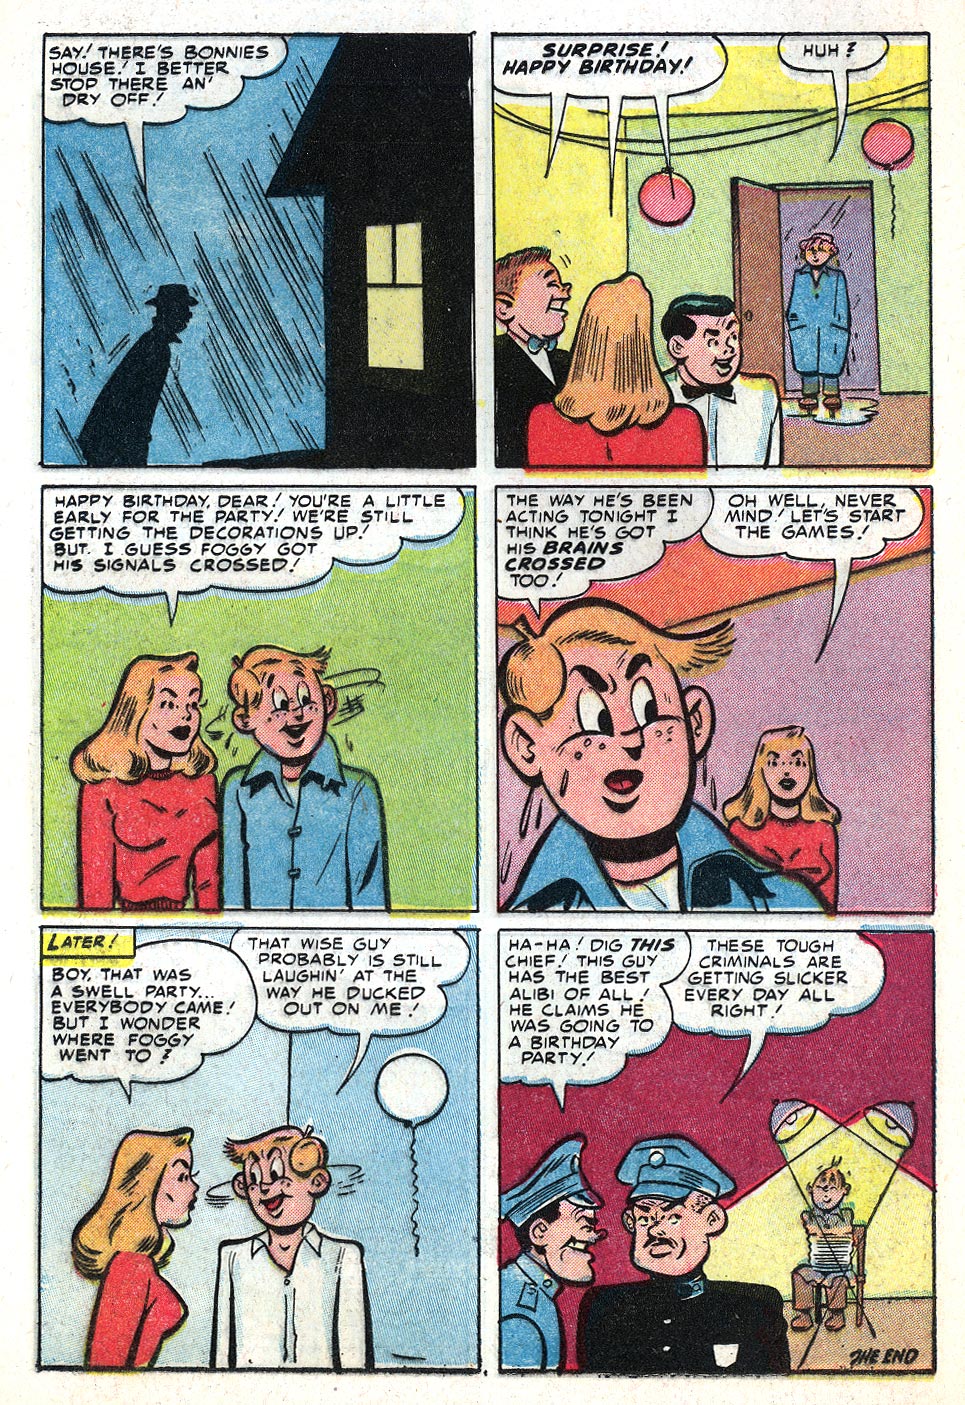 SAY! THERE'S BONNIES
HOUSE! I BETTER
STOP THERE AN'
DRY OFF!
SURPRISE!
HAPPY BIRTHDAY!
HUH?
HAPPY BIRTHDAY, DEAR! YOU'RE A LITTLE
EARLY FOR THE PARTY! WE'RE STILL
GETTING THE DECORATIONS UP!
BUT I GUESS FOGGY GOT
HIS SIGNALS CROSSED!
THE WAY HE'S BEEN
ACTING TONIGHT I
THINK HE'S GOT
HIS BRAINS
CROSSED
TOO!
OH WELL, NEVER
MIND! LET'S START
THE GAMES!
LATER!
BOY, THAT WAS
A SWELL PARTY...
EVERYBODY CAME!
BUT I WONDER
WHERE FOGGY
WENT TO?
THAT WISE GUY
PROBABLY IS STILL
LAUGHIN' AT THE
WAY HE DUCKED
OUT ON ME!
HA-HA! DIG THIS
CHIEF! THIS GUY
HAS THE BEST
ALIBI OF ALL!
HE CLAIMS HE
WAS GOING TO
A BIRTHDAY
PARTY!
THESE TOUGH
CRIMINALS ARE
GETTING SLICKER
EVERY DAY ALL
RIGHT!
THE END